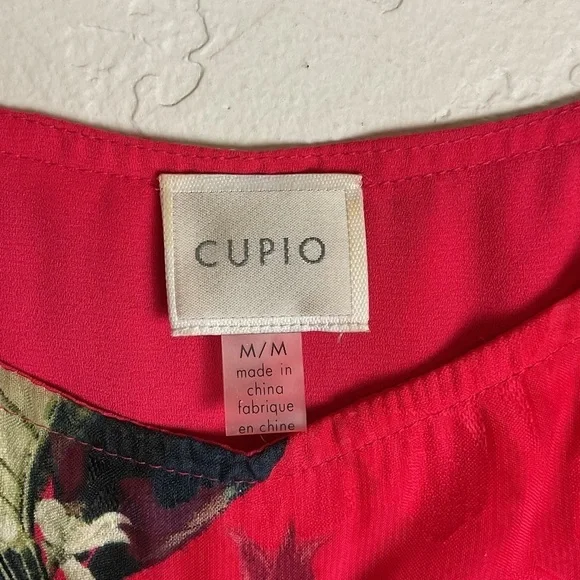 CUPIO
M/M
made in
china
fabrique
en chine